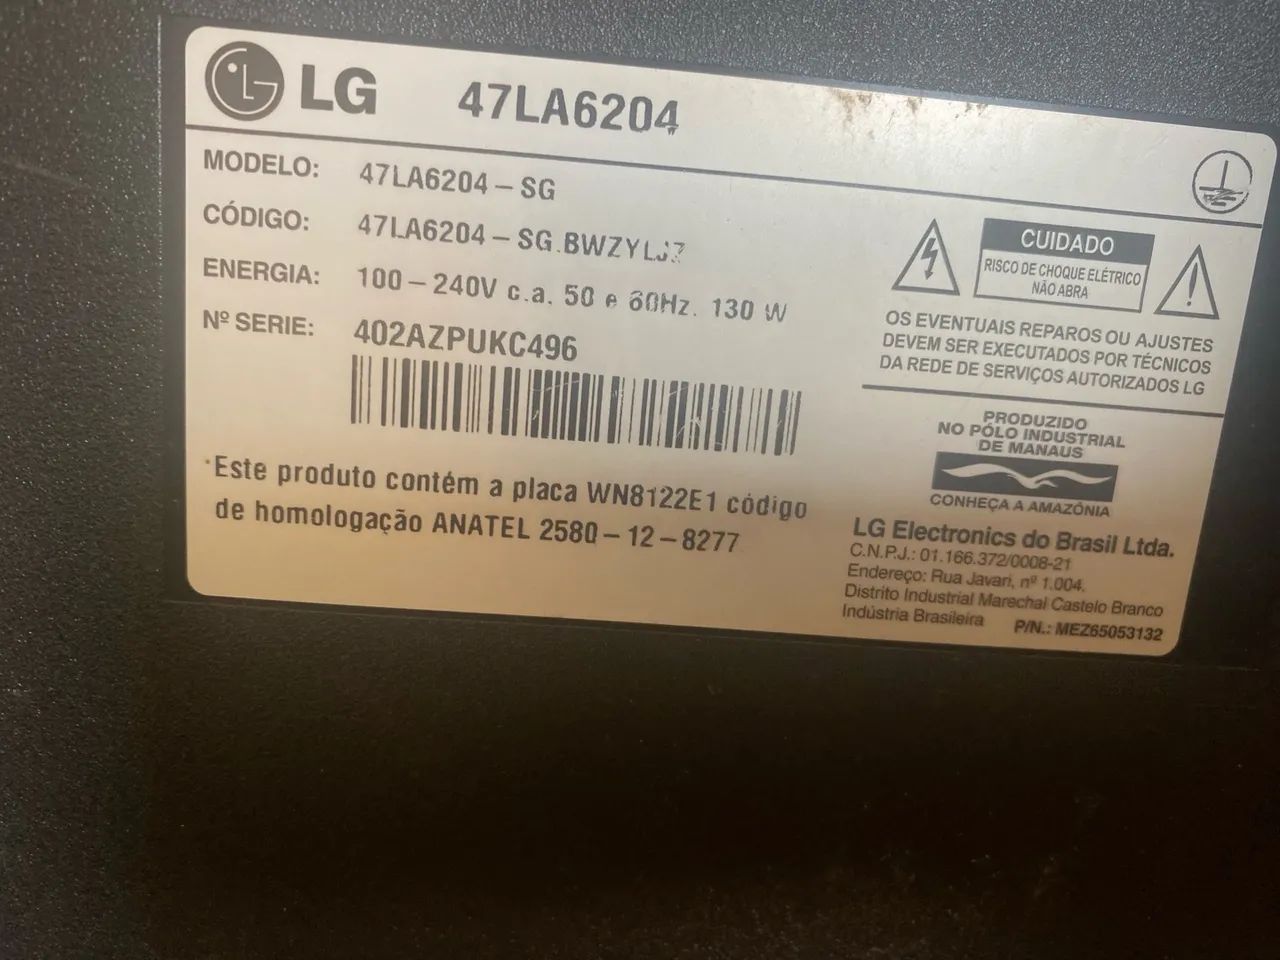 LG 47LA6204
MODELO: 47LA6204-SG
CÓDIGO: 47LA6204-SG.BWZYLJZ
ENERGIA: 100-240V c.a. 50 e 60Hz. 130 W
Nº SERIE: 402AZPUKC496
Este produto contém a placa WN8122E1 código
de homologação ANATEL 2580-12-8277
CUIDADO
RISCO DE CHOQUE ELÉTRICO
NÃO ABRA
OS EVENTUAIS REPAROS OU AJUSTES
DEVEM SER EXECUTADOS POR TÉCNICOS
DA REDE DE SERVIÇOS AUTORIZADOS LG
PRODUZIDO
NO PÓLO INDUSTRIAL
DE MANAUS
CONHEÇA A AMAZÓNIA
LG Electronics do Brasil Ltda.
C.N.P.J.: 01.166.372/0008-21
Endereço: Rua Javari, nº 1.004.
Distrito Industrial Marechal Castelo Branco
Indústria Brasileira P/N.: MEZ65053132